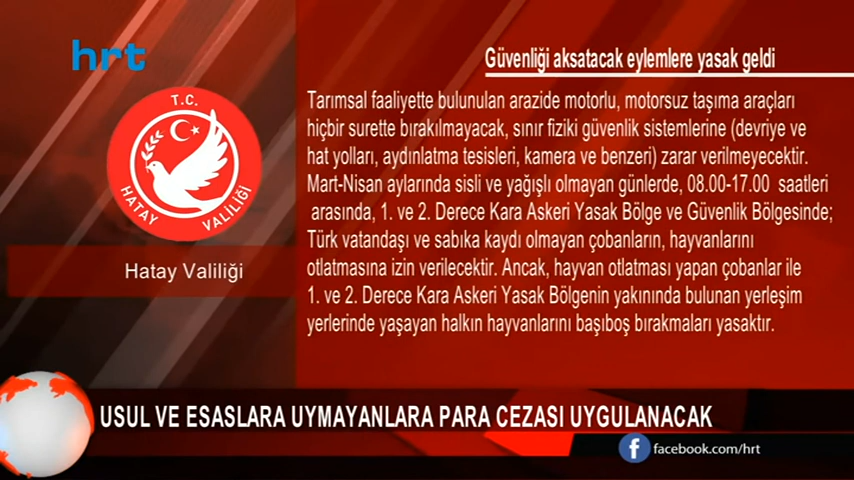 hrt
Güvenliği aksatacak eylemlere yasak geldi
T.C.
HATAY VALİLİĞİ
Hatay Valiliği
Tarımsal faaliyette bulunulan arazide motorlu, motorsuz taşıma araçları
hiçbir surette bırakılmayacak, sınır fiziki güvenlik sistemlerine (devriye ve
hat yolları, aydınlatma tesisleri, kamera ve benzeri) zarar verilmeyecektir.
Mart-Nisan aylarında sisli ve yağışlı olmayan günlerde, 08.00-17.00 saatleri
arasında, 1. ve 2. Derece Kara Askeri Yasak Bölge ve Güvenlik Bölgesinde;
Türk vatandaşı ve sabıka kaydı olmayan çobanların, hayvanlarını
otlatmasına izin verilecektir. Ancak, hayvan otlatması yapan çobanlar ile
1. ve 2. Derece Kara Askeri Yasak Bölgenin yakınında bulunan yerleşim
yerlerinde yaşayan halkın hayvanlarını başıboş bırakmaları yasaktır.
USUL VE ESASLARA UYMAYANLARA PARA CEZASI UYGULANACAK
f facebook.com/hrt